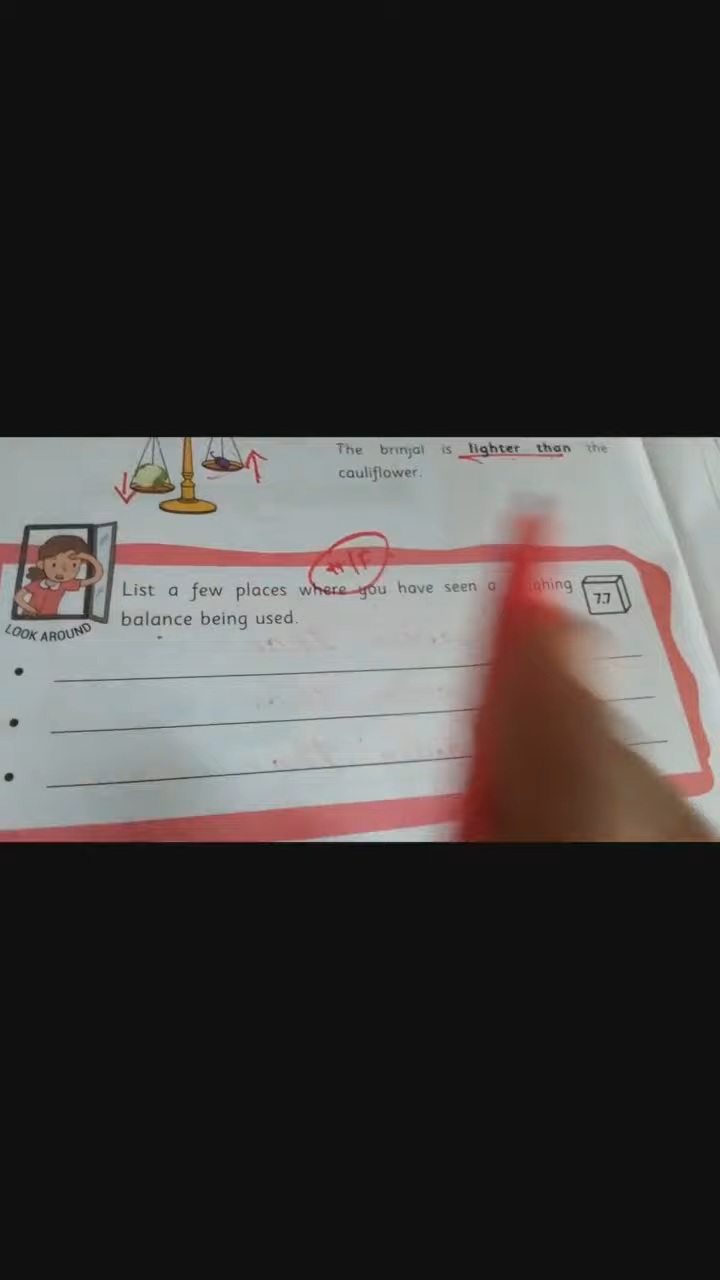 The brinjal is lighter than the
cauliflower.
H/F
List a few places where you have seen a
balance being used.
7.7
LOOK AROUND